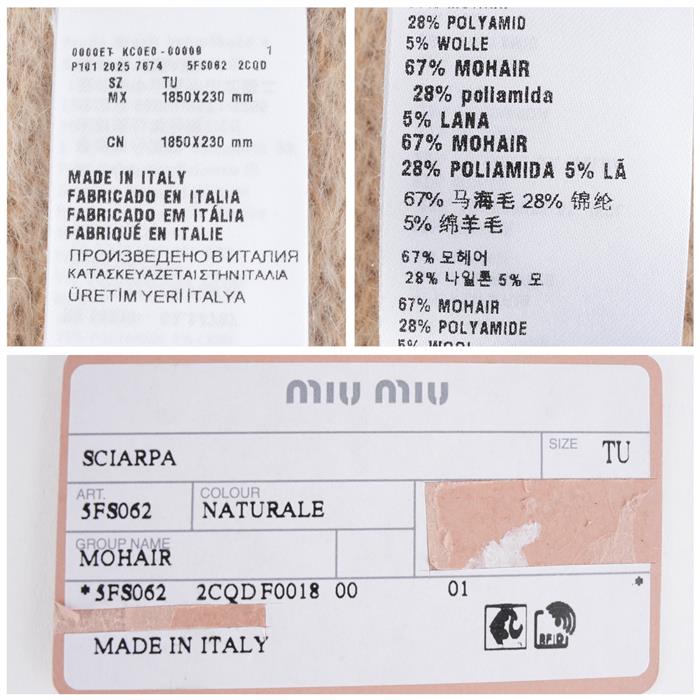 0000ET KC0E0-00009 1
P101 2025 7674 5FS062 2CQD
SZ TU
MX 1850X230 mm
CN 1850X230 mm
MADE IN ITALY
FABRICADO EN ITALIA
FABRICADO EM ITÁLIA
FABRIQUÉ EN ITALIE
ПРОИЗВЕДЕНО В ИТАЛИЯ
ΚΑΤΑΣΚΕΥΑΖΕΤΑΙ ΣΤΗΝ ΙΤΑΛΙΑ
ÜRETİM YERİ İTALYA
28% POLYAMID
5% WOLLE
67% MOHAIR
28% poliamida
5% LANA
67% MOHAIR
28% POLIAMIDA 5% LÃ
67% 马海毛 28% 锦纶
5% 绵羊毛
67% 모헤어
28% 나일론 5% 모
67% MOHAIR
28% POLYAMIDE
5% WOOL
miu miu
SCIARPA
SIZE TU
ART. 5FS062
COLOUR NATURALE
GROUP NAME MOHAIR
*5FS062 2CQD F0018 00 01 *
MADE IN ITALY
RFID